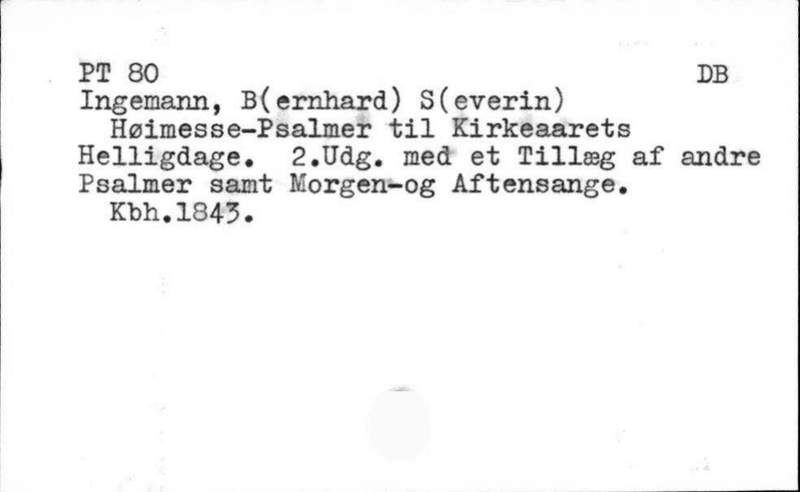 PT 80 DB
Ingemann, B(ernhard) S(everin)
Høimesse-Psalmer til Kirkeaarets
Helligdage. 2.Udg. med et Tillæg af andre
Psalmer samt Morgen-og Aftensange.
Kbh.1843.